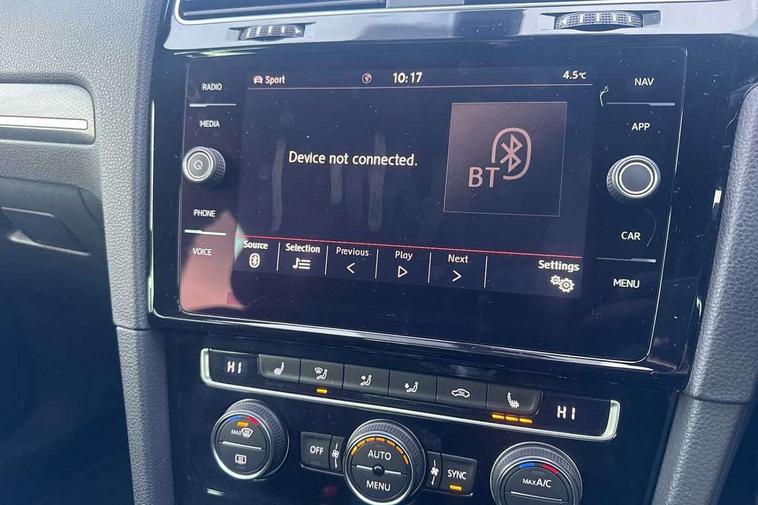 Sport 10:17 4.5°C
RADIO
MEDIA
PHONE
VOICE
Device not connected.
BT
Source Selection Previous Play Next Settings
NAV
APP
CAR
MENU
HI HI
MAX
OFF AUTO SYNC
MENU
MAX A/C